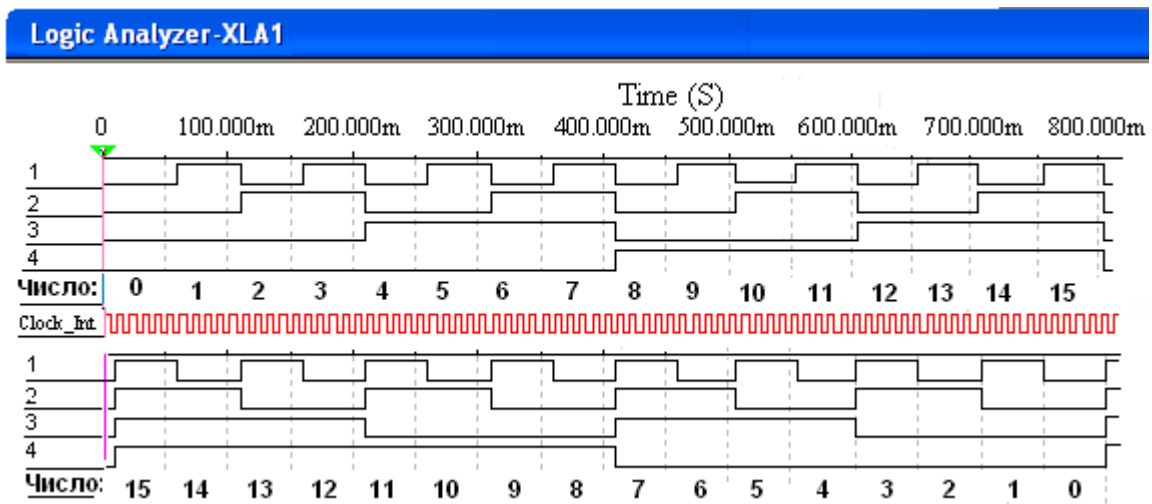 Logic Analyzer-XLA1
Time (S)
0 100.000m 200.000m 300.000m 400.000m 500.000m 600.000m 700.000m 800.000m
1
2
3
4
Число: 0 1 2 3 4 5 6 7 8 9 10 11 12 13 14 15
Clock_Int
1
2
3
4
Число: 15 14 13 12 11 10 9 8 7 6 5 4 3 2 1 0